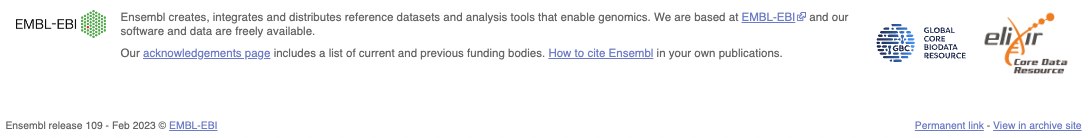 EMBL-EBI
Ensembl creates, integrates and distributes reference datasets and analysis tools that enable genomics. We are based at EMBL-EBI and our
software and data are freely available.
Our acknowledgements page includes a list of current and previous funding bodies. How to cite Ensembl in your own publications.
GBC
GLOBAL
CORE
BIODATA
RESOURCE
elixir
Core Data
Resource
Ensembl release 109 - Feb 2023 © EMBL-EBI
Permanent link - View in archive site